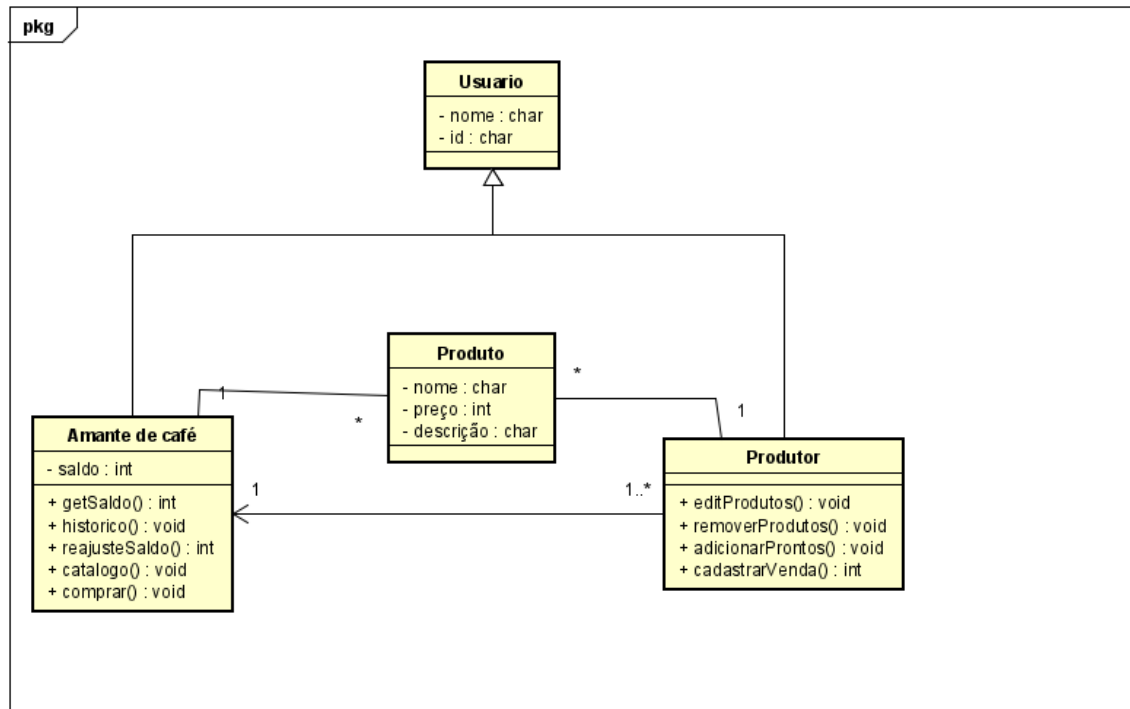 pkg
Usuario
- nome : char
- id : char
Produto
- nome : char
- preço : int
- descrição : char
1
*
*
1
Amante de café
- saldo : int
+ getSaldo() : int
+ historico() : void
+ reajusteSaldo() : int
+ catalogo() : void
+ comprar() : void
1
1..*
Produtor
+ editProdutos() : void
+ removerProdutos() : void
+ adicionarProntos() : void
+ cadastrarVenda() : int